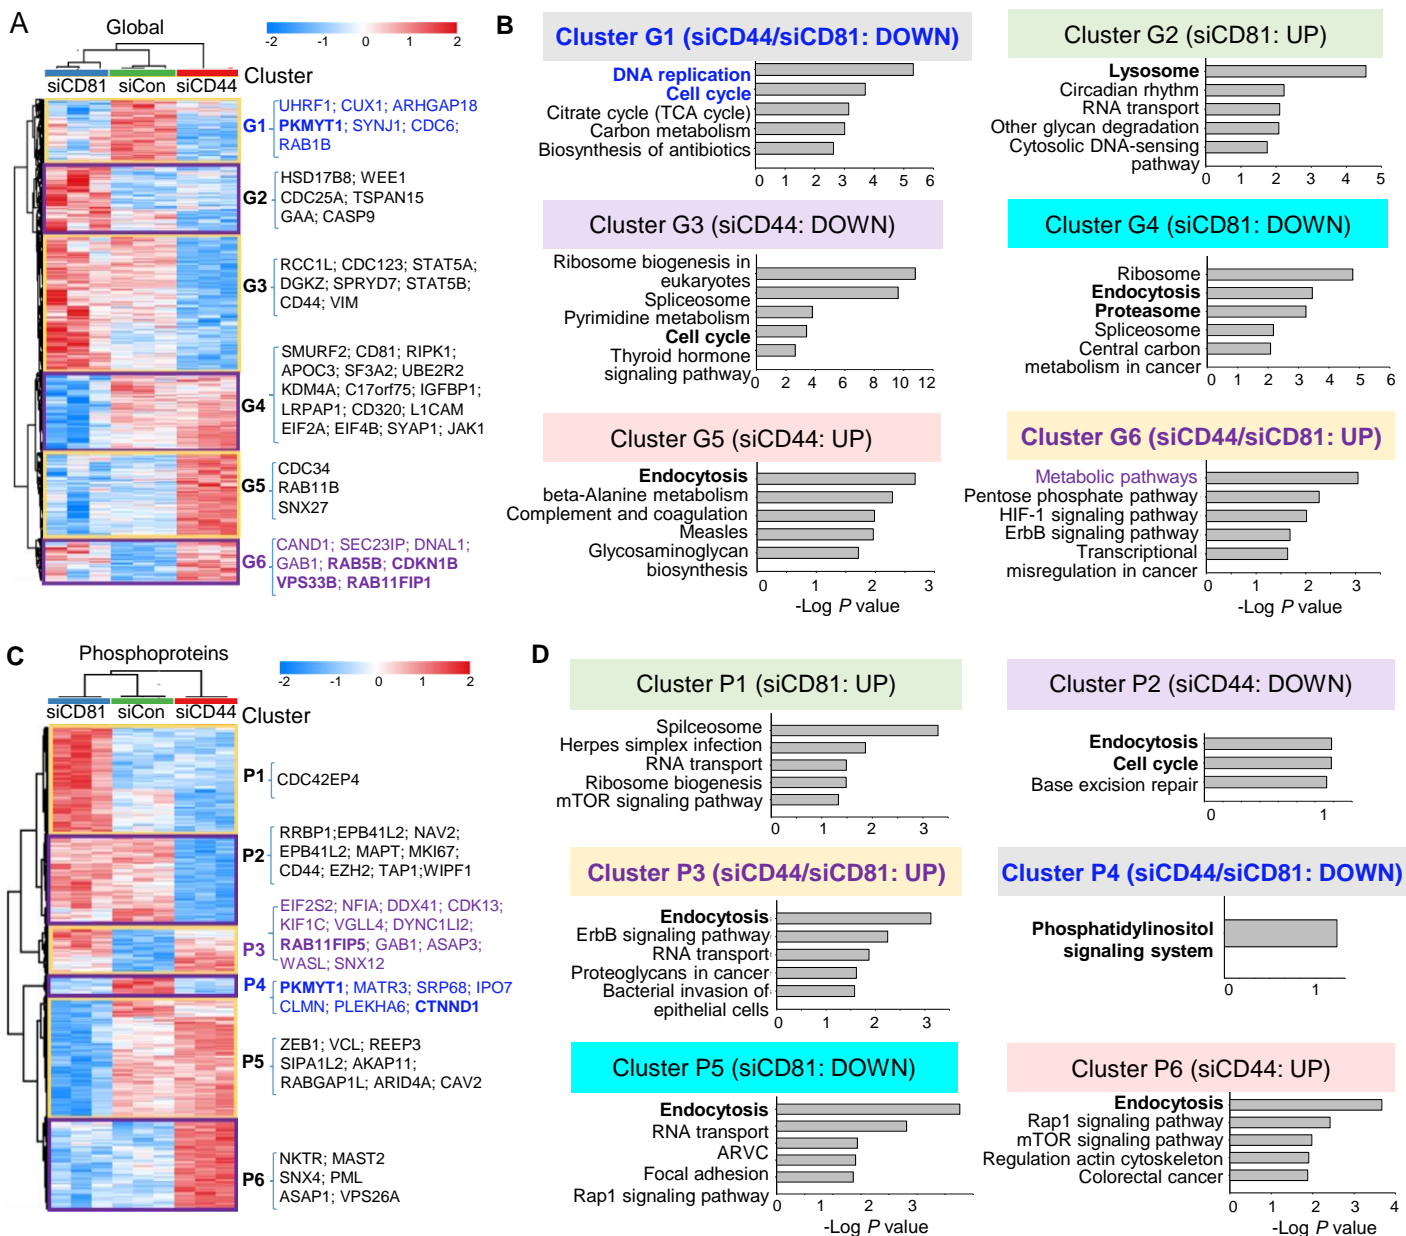 A
Global
-2 -1 0 1 2
siCD81 siCon siCD44 Cluster
G1
UHRF1; CUX1; ARHGAP18
PKMYT1; SYNJ1; CDC6;
RAB1B
G2
HSD17B8; WEE1
CDC25A; TSPAN15
GAA; CASP9
G3
RCC1L; CDC123; STAT5A;
DGKZ; SPRYD7; STAT5B;
CD44; VIM
G4
SMURF2; CD81; RIPK1;
APOC3; SF3A2; UBE2R2
KDM4A; C17orf75; IGFBP1;
LRPAP1; CD320; L1CAM
EIF2A; EIF4B; SYAP1; JAK1
G5
CDC34
RAB11B
SNX27
G6
CAND1; SEC23IP; DNAL1;
GAB1; RAB5B; CDKN1B
VPS33B; RAB11FIP1
B
Cluster G1 (siCD44/siCD81: DOWN)
DNA replication
Cell cycle
Citrate cycle (TCA cycle)
Carbon metabolism
Biosynthesis of antibiotics
0 1 2 3 4 5 6
Cluster G2 (siCD81: UP)
Lysosome
Circadian rhythm
RNA transport
Other glycan degradation
Cytosolic DNA-sensing
pathway
0 1 2 3 4 5
Cluster G3 (siCD44: DOWN)
Ribosome biogenesis in
eukaryotes
Spliceosome
Pyrimidine metabolism
Cell cycle
Thyroid hormone
signaling pathway
0 2 4 6 8 10 12
Cluster G4 (siCD81: DOWN)
Ribosome
Endocytosis
Proteasome
Spliceosome
Central carbon
metabolism in cancer
0 1 2 3 4 5 6
Cluster G5 (siCD44: UP)
Endocytosis
beta-Alanine metabolism
Complement and coagulation
Measles
Glycosaminoglycan
biosynthesis
0 1 2 3
-Log P value
Cluster G6 (siCD44/siCD81: UP)
Metabolic pathways
Pentose phosphate pathway
HIF-1 signaling pathway
ErbB signaling pathway
Transcriptional
misregulation in cancer
0 1 2 3
-Log P value
C
Phosphoproteins
-2 -1 0 1 2
siCD81 siCon siCD44 Cluster
P1
CDC42EP4
P2
RRBP1;EPB41L2; NAV2;
EPB41L2; MAPT; MKI67;
CD44; EZH2; TAP1;WIPF1
P3
EIF2S2; NFIA; DDX41; CDK13;
KIF1C; VGLL4; DYNC1LI2;
RAB11FIP5; GAB1; ASAP3;
WASL; SNX12
P4
PKMYT1; MATR3; SRP68; IPO7
CLMN; PLEKHA6; CTNND1
P5
ZEB1; VCL; REEP3
SIPA1L2; AKAP11;
RABGAP1L; ARID4A; CAV2
P6
NKTR; MAST2
SNX4; PML
ASAP1; VPS26A
D
Cluster P1 (siCD81: UP)
Spilceosome
Herpes simplex infection
RNA transport
Ribosome biogenesis
mTOR signaling pathway
0 1 2 3
Cluster P2 (siCD44: DOWN)
Endocytosis
Cell cycle
Base excision repair
0 1
Cluster P3 (siCD44/siCD81: UP)
Endocytosis
ErbB signaling pathway
RNA transport
Proteoglycans in cancer
Bacterial invasion of
epithelial cells
0 1 2 3
Cluster P4 (siCD44/siCD81: DOWN)
Phosphatidylinositol
signaling system
0 1
Cluster P5 (siCD81: DOWN)
Endocytosis
RNA transport
ARVC
Focal adhesion
Rap1 signaling pathway
0 1 2 3
-Log P value
Cluster P6 (siCD44: UP)
Endocytosis
Rap1 signaling pathway
mTOR signaling pathway
Regulation actin cytoskeleton
Colorectal cancer
0 1 2 3 4
-Log P value